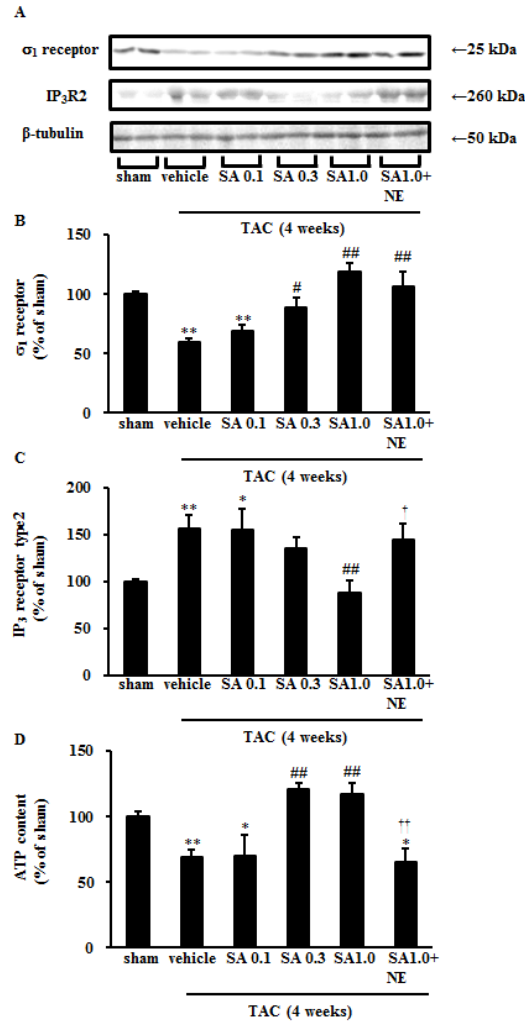 A
σ1 receptor
←25 kDa
IP3R2
←260 kDa
β-tubulin
←50 kDa
sham vehicle SA 0.1 SA 0.3 SA1.0 SA1.0+
NE
TAC (4 weeks)
B
σ1 receptor
(% of sham)
150
100
50
0
**
**
#
##
##
sham vehicle SA 0.1 SA 0.3 SA1.0 SA1.0+
NE
TAC (4 weeks)
C
IP3 receptor type2
(% of sham)
200
150
100
50
0
**
*
##
†
sham vehicle SA 0.1 SA 0.3 SA1.0 SA1.0+
NE
TAC (4 weeks)
D
ATP content
(% of sham)
150
100
50
0
**
*
##
##
††
*
sham vehicle SA 0.1 SA 0.3 SA1.0 SA1.0+
NE
TAC (4 weeks)